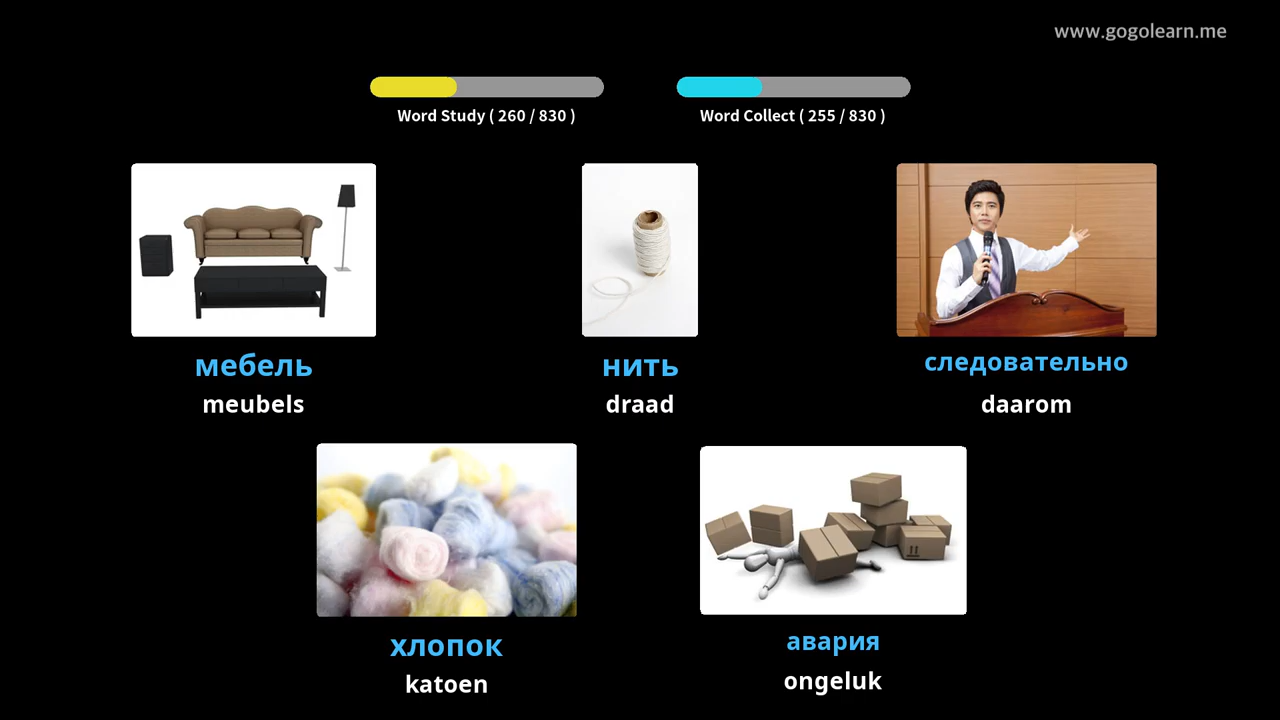 www.gogolearn.me
Word Study ( 260 / 830 )
Word Collect ( 255 / 830 )
мебель
meubels
нить
draad
следовательно
daarom
хлопок
katoen
авария
ongeluk